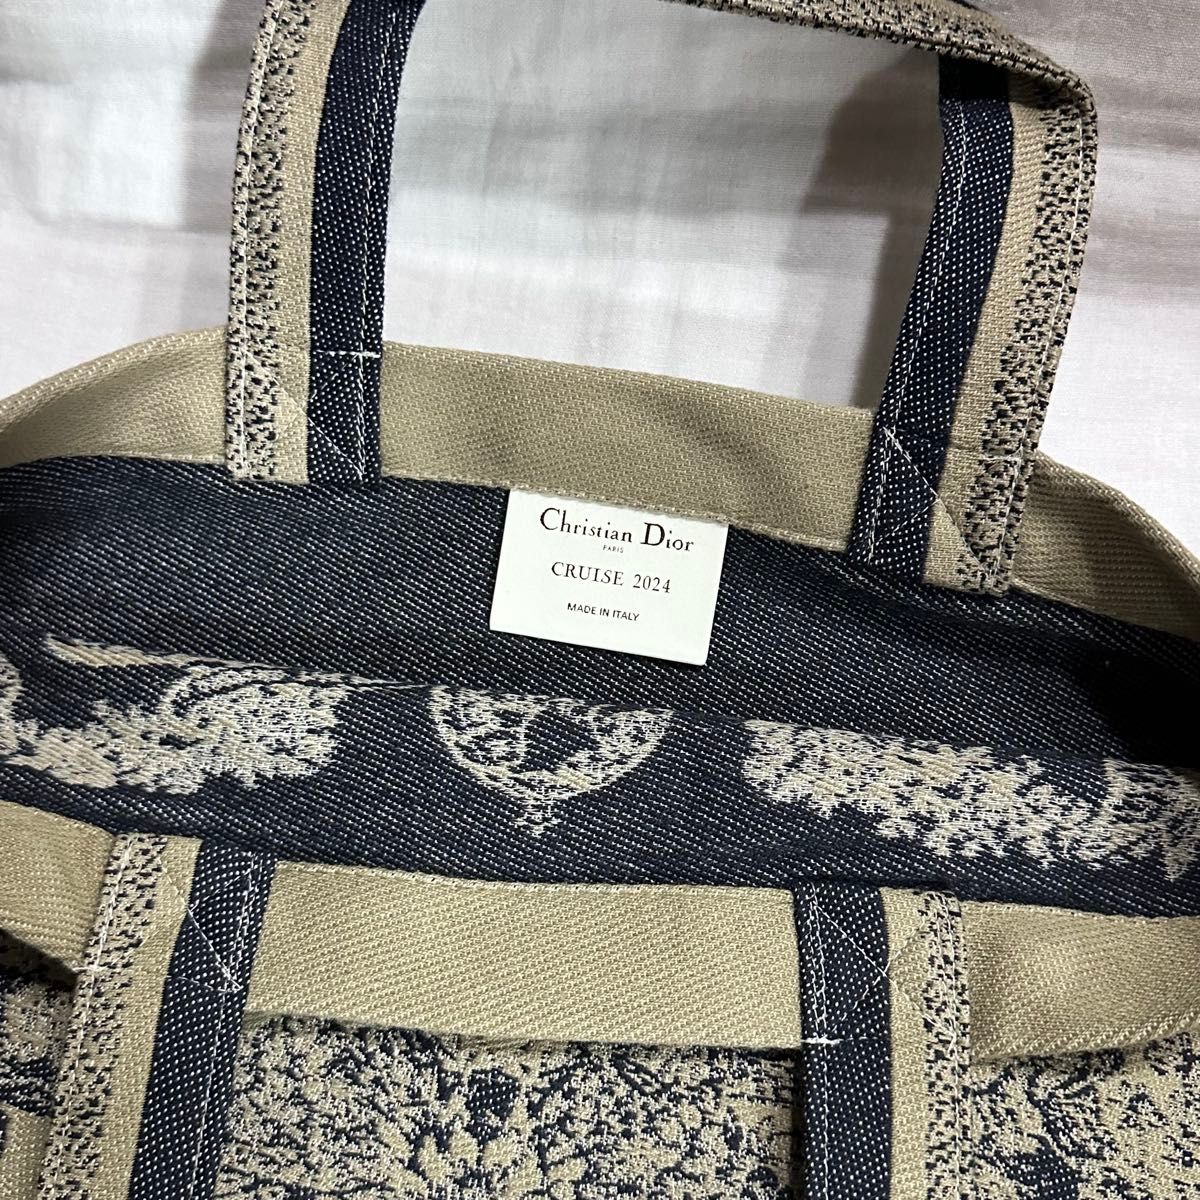 Christian Dior
PARIS
CRUISE 2024
MADE IN ITALY